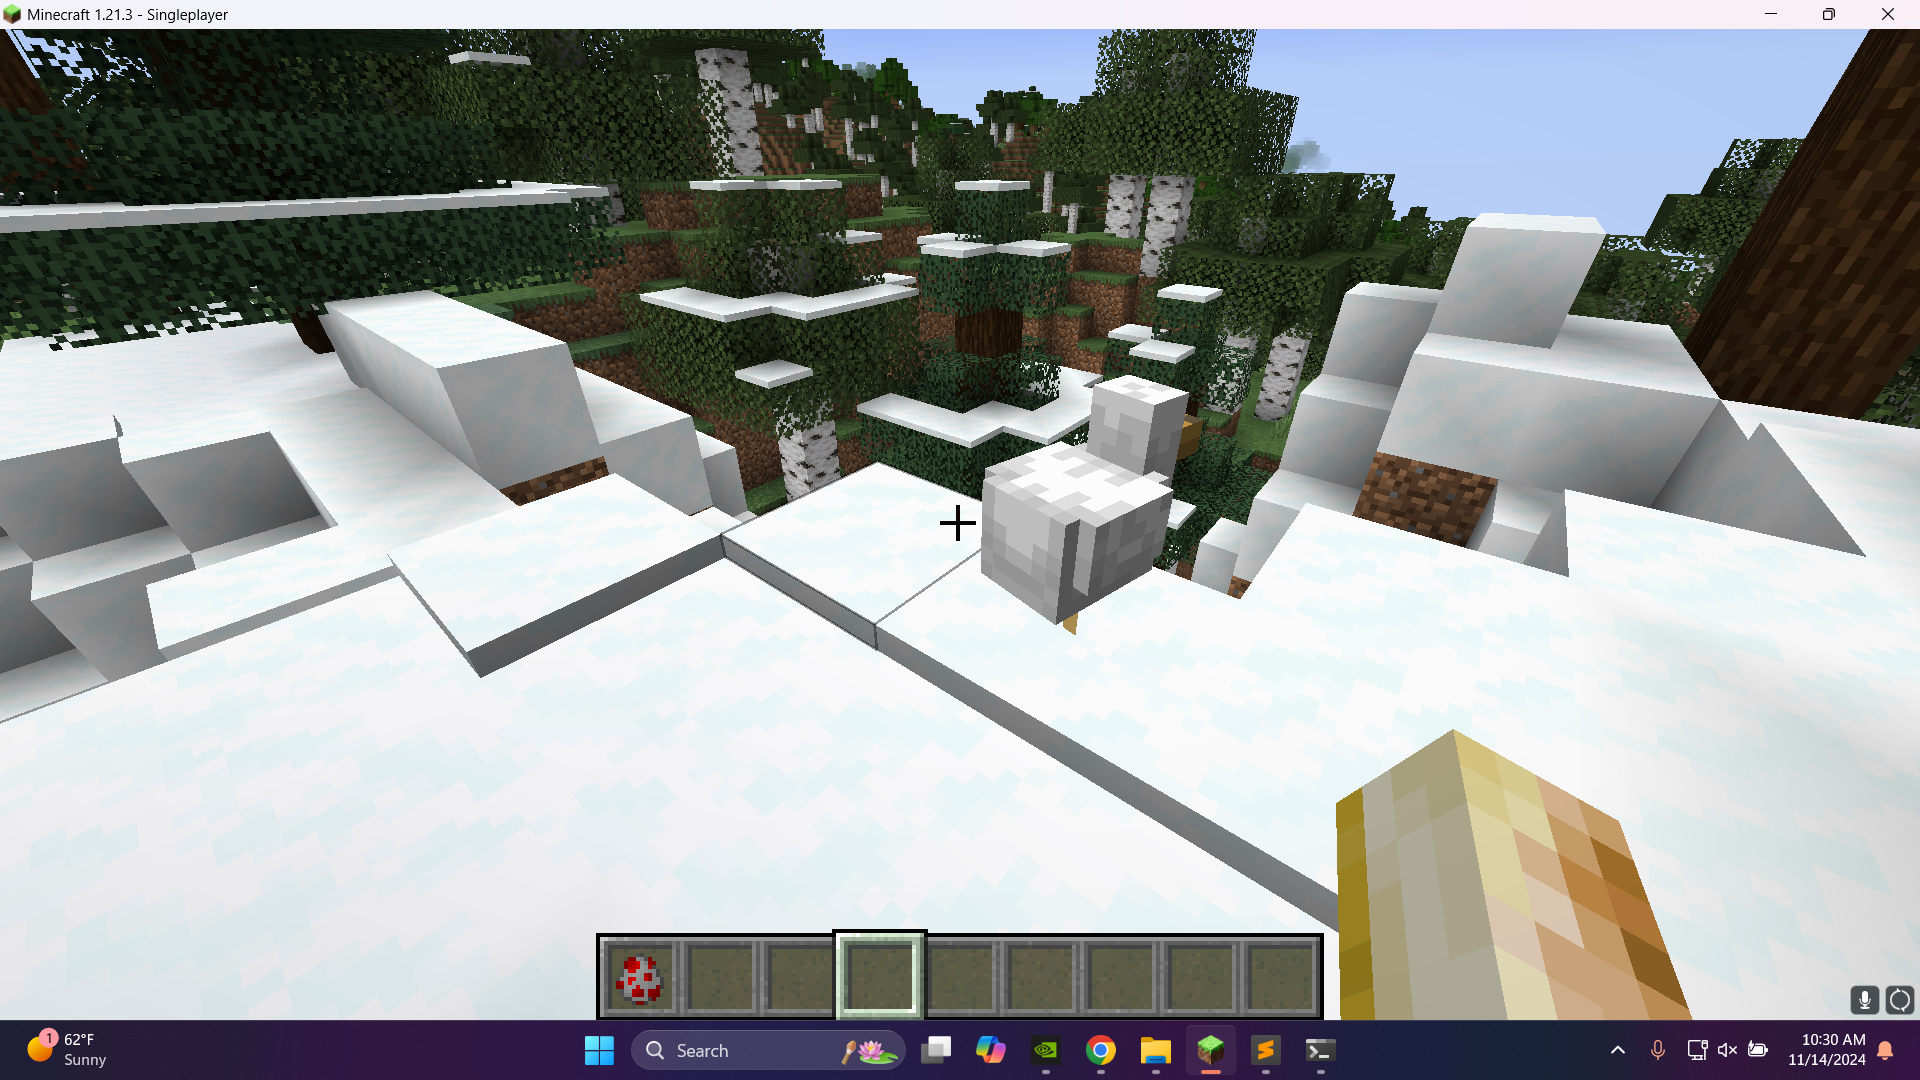 Minecraft 1.21.3 - Singleplayer
1
62°F
Sunny
Search
10:30 AM
11/14/2024